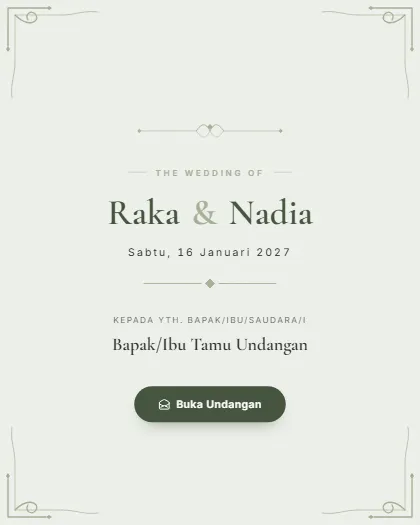 THE WEDDING OF
Raka & Nadia
Sabtu, 16 Januari 2027
KEPADA YTH. BAPAK/IBU/SAUDARA/I
Bapak/Ibu Tamu Undangan
Buka Undangan